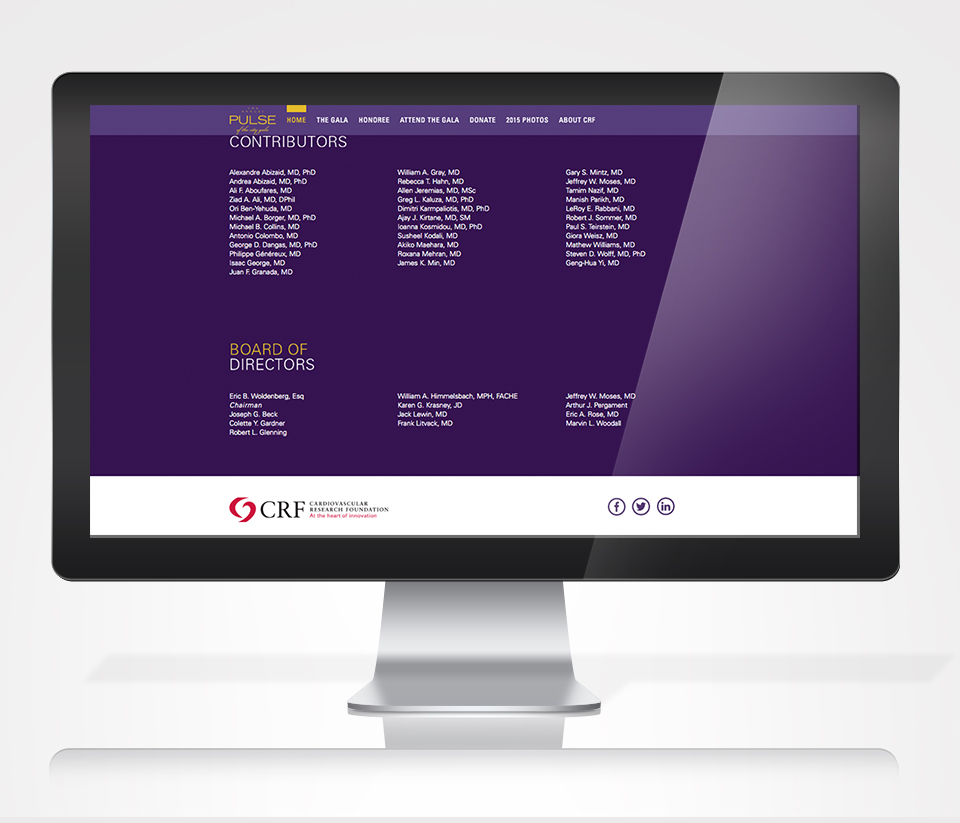 PULSE
of the city gala
HOME THE GALA HONOREE ATTEND THE GALA DONATE 2015 PHOTOS ABOUT CRF
CONTRIBUTORS
Alexandre Abizaid, MD, PhD
Andrea Abizaid, MD, PhD
Ali F. Aboufares, MD
Ziad A. Ali, MD, DPhil
Ori Ben-Yehuda, MD
Michael A. Borger, MD, PhD
Michael B. Collins, MD
Antonio Colombo, MD
George D. Dangas, MD, PhD
Philippe Généreux, MD
Isaac George, MD
Juan F. Granada, MD
William A. Gray, MD
Rebecca T. Hahn, MD
Allen Jeremias, MD, MSc
Greg L. Kaluza, MD, PhD
Dimitri Karmpaliotis, MD, PhD
Ajay J. Kirtane, MD, SM
Ioanna Kosmidou, MD, PhD
Susheel Kodali, MD
Akiko Maehara, MD
Roxana Mehran, MD
James K. Min, MD
Gary S. Mintz, MD
Jeffrey W. Moses, MD
Tamim Nazif, MD
Manish Parikh, MD
LeRoy E. Rabbani, MD
Robert J. Sommer, MD
Paul S. Teirstein, MD
Giora Weisz, MD
Mathew Williams, MD
Steven D. Wolff, MD, PhD
Geng-Hua Yi, MD
BOARD OF
DIRECTORS
Eric B. Woldenberg, Esq
Chairman
Joseph G. Beck
Colette Y. Gardner
Robert L. Glenning
William A. Himmelsbach, MPH, FACHE
Karen G. Krasney, JD
Jack Lewin, MD
Frank Litvack, MD
Jeffrey W. Moses, MD
Arthur J. Pergament
Eric A. Rose, MD
Marvin L. Woodall
CRF
CARDIOVASCULAR
RESEARCH FOUNDATION
At the heart of innovation